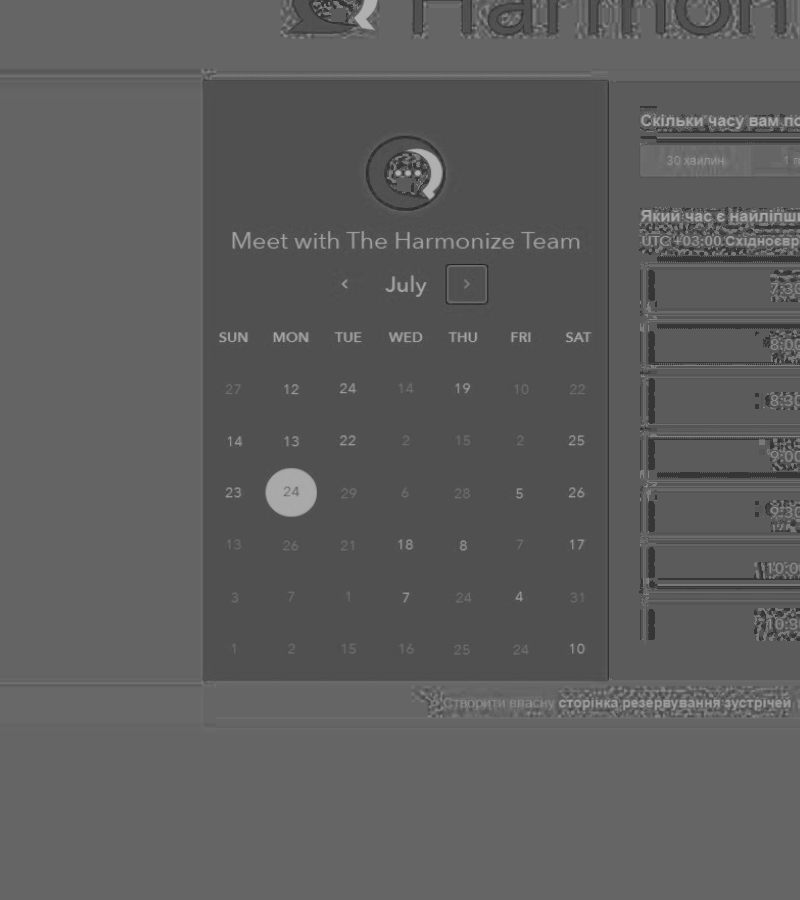 Harmon
Meet with The Harmonize Team
‹ July ›
SUN MON TUE WED THU FRI SAT
27 12 24 14 19 10 22
14 13 22 2 15 2 25
23 24 29 6 28 5 26
13 26 21 18 8 7 17
3 7 1 7 24 4 31
1 2 15 16 25 24 10
Скільки часу вам по
30 хвилин 1 г
Який час є найліпши
UTC +03:00 Східноєвр
7:30
8:00
8:30
9:00
9:30
10:0
10:30
Створити власну сторінка резервування зустрічей